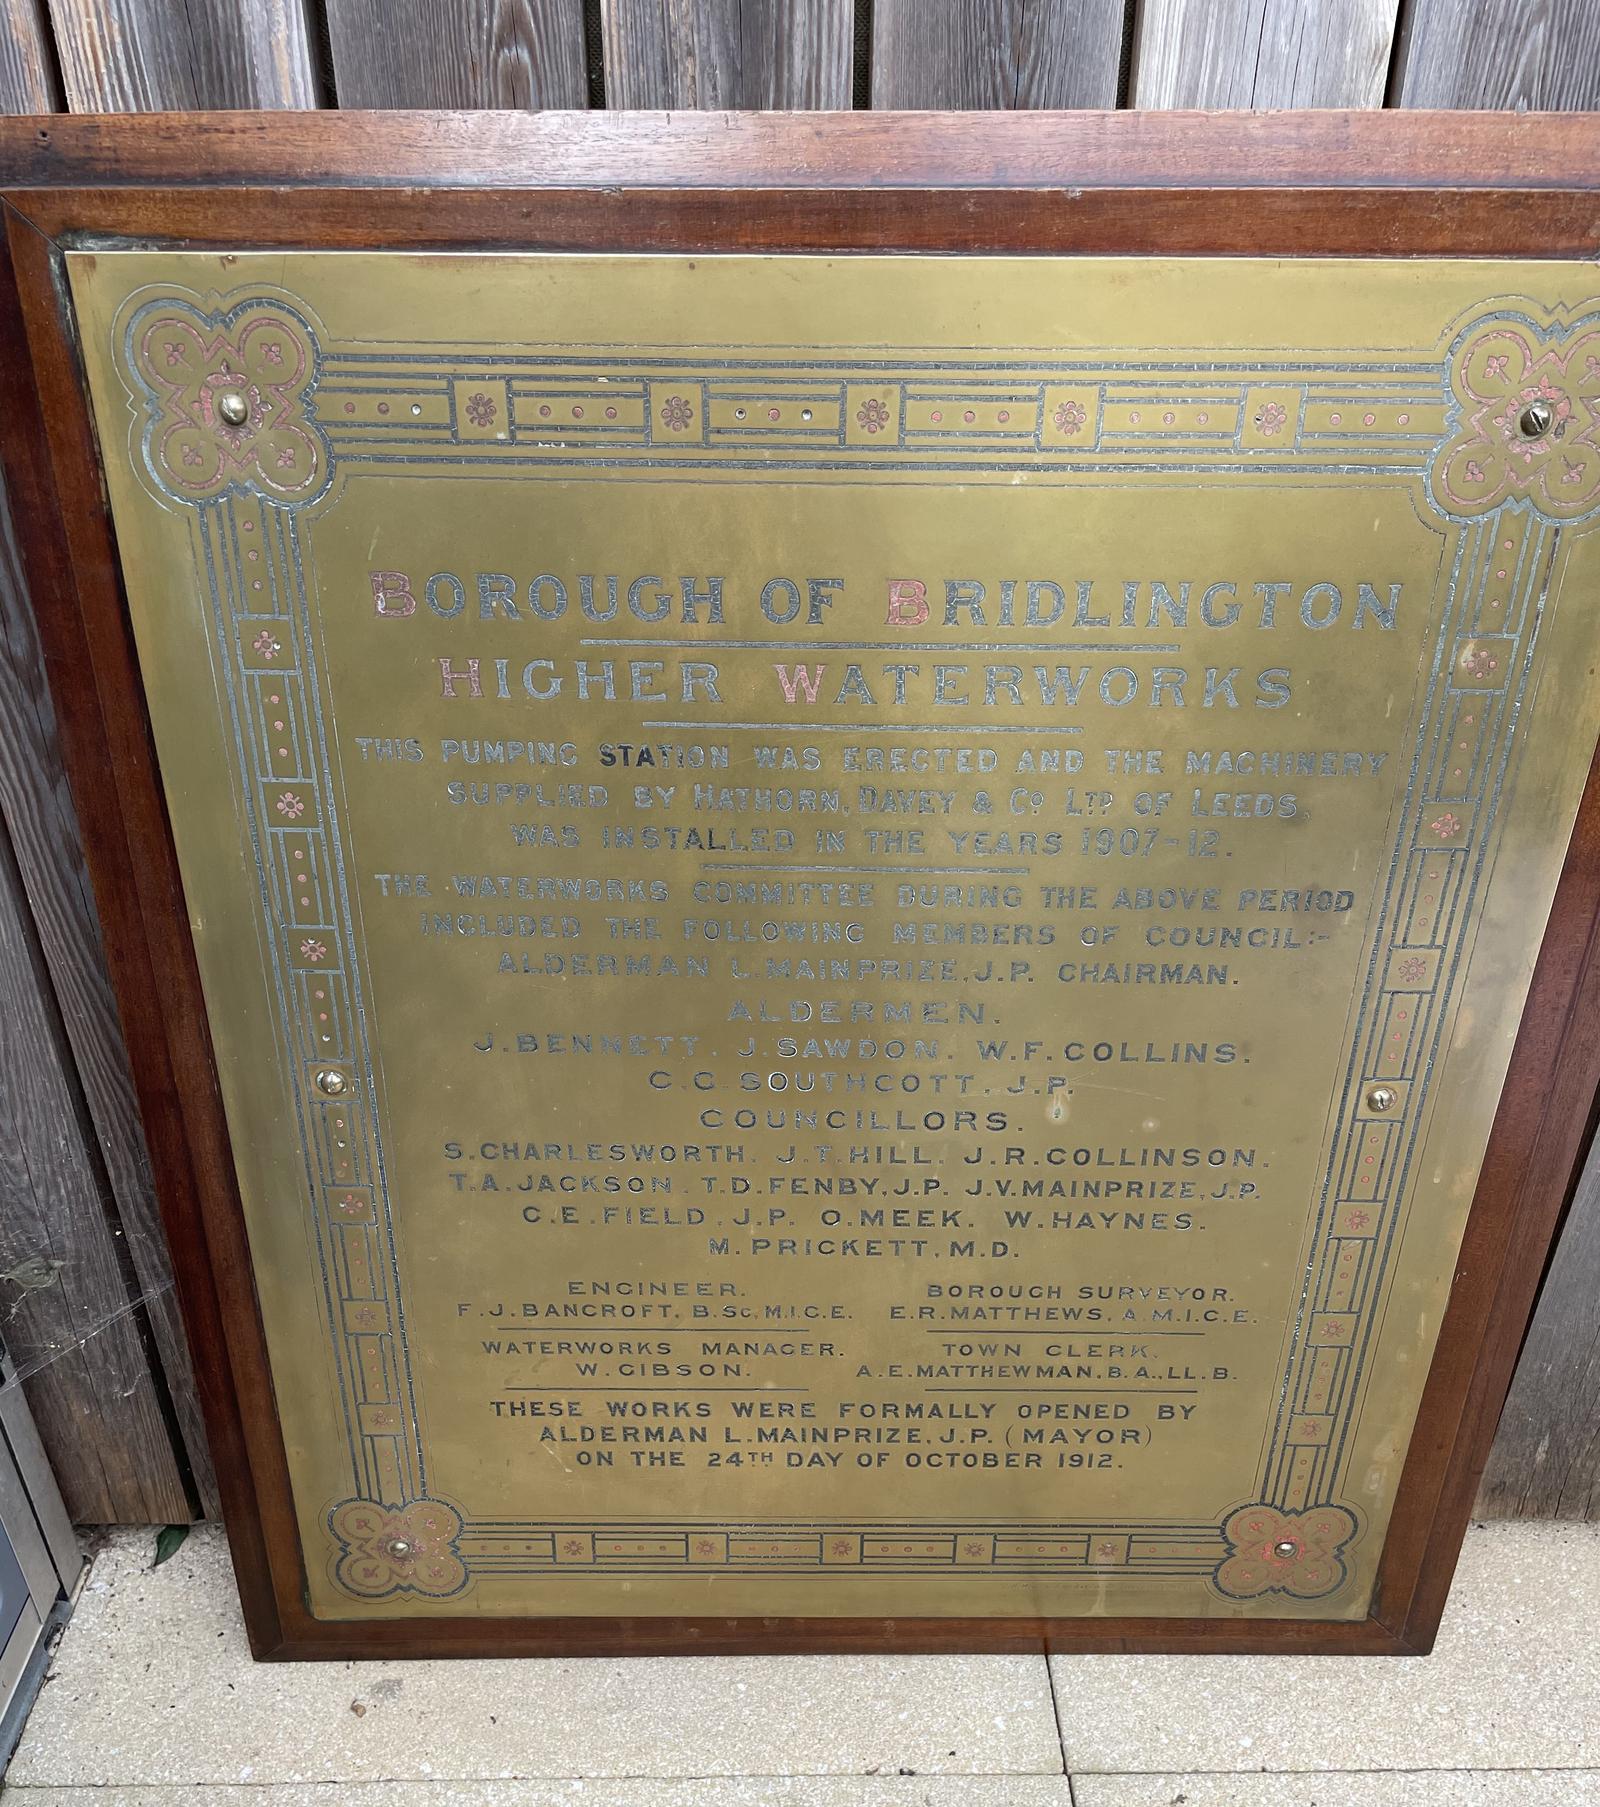 BOROUGH OF BRIDLINGTON
HIGHER WATERWORKS
THIS PUMPING STATION WAS ERECTED AND THE MACHINERY
SUPPLIED BY HATHORN, DAVEY & Cº LTD OF LEEDS,
WAS INSTALLED IN THE YEARS 1907-12.
THE WATERWORKS COMMITTEE DURING THE ABOVE PERIOD
INCLUDED THE FOLLOWING MEMBERS OF COUNCIL:-
ALDERMAN L. MAINPRIZE, J.P. CHAIRMAN.
ALDERMEN.
J. BENNETT. J. SAWDON. W.F. COLLINS.
C.G. SOUTHCOTT, J.P.
COUNCILLORS.
S. CHARLESWORTH. J.T. HILL. J.R. COLLINSON.
T.A. JACKSON. T.D. FENBY, J.P. J.V. MAINPRIZE, J.P.
C.E. FIELD, J.P. O. MEEK. W. HAYNES.
M. PRICKETT, M.D.
ENGINEER. BOROUGH SURVEYOR.
F.J. BANCROFT, B.Sc, M.I.C.E. E.R. MATTHEWS, A.M.I.C.E.
WATERWORKS MANAGER. TOWN CLERK.
W. GIBSON. A.E. MATTHEWMAN, B.A., LL.B.
THESE WORKS WERE FORMALLY OPENED BY
ALDERMAN L. MAINPRIZE, J.P. (MAYOR)
ON THE 24TH DAY OF OCTOBER 1912.